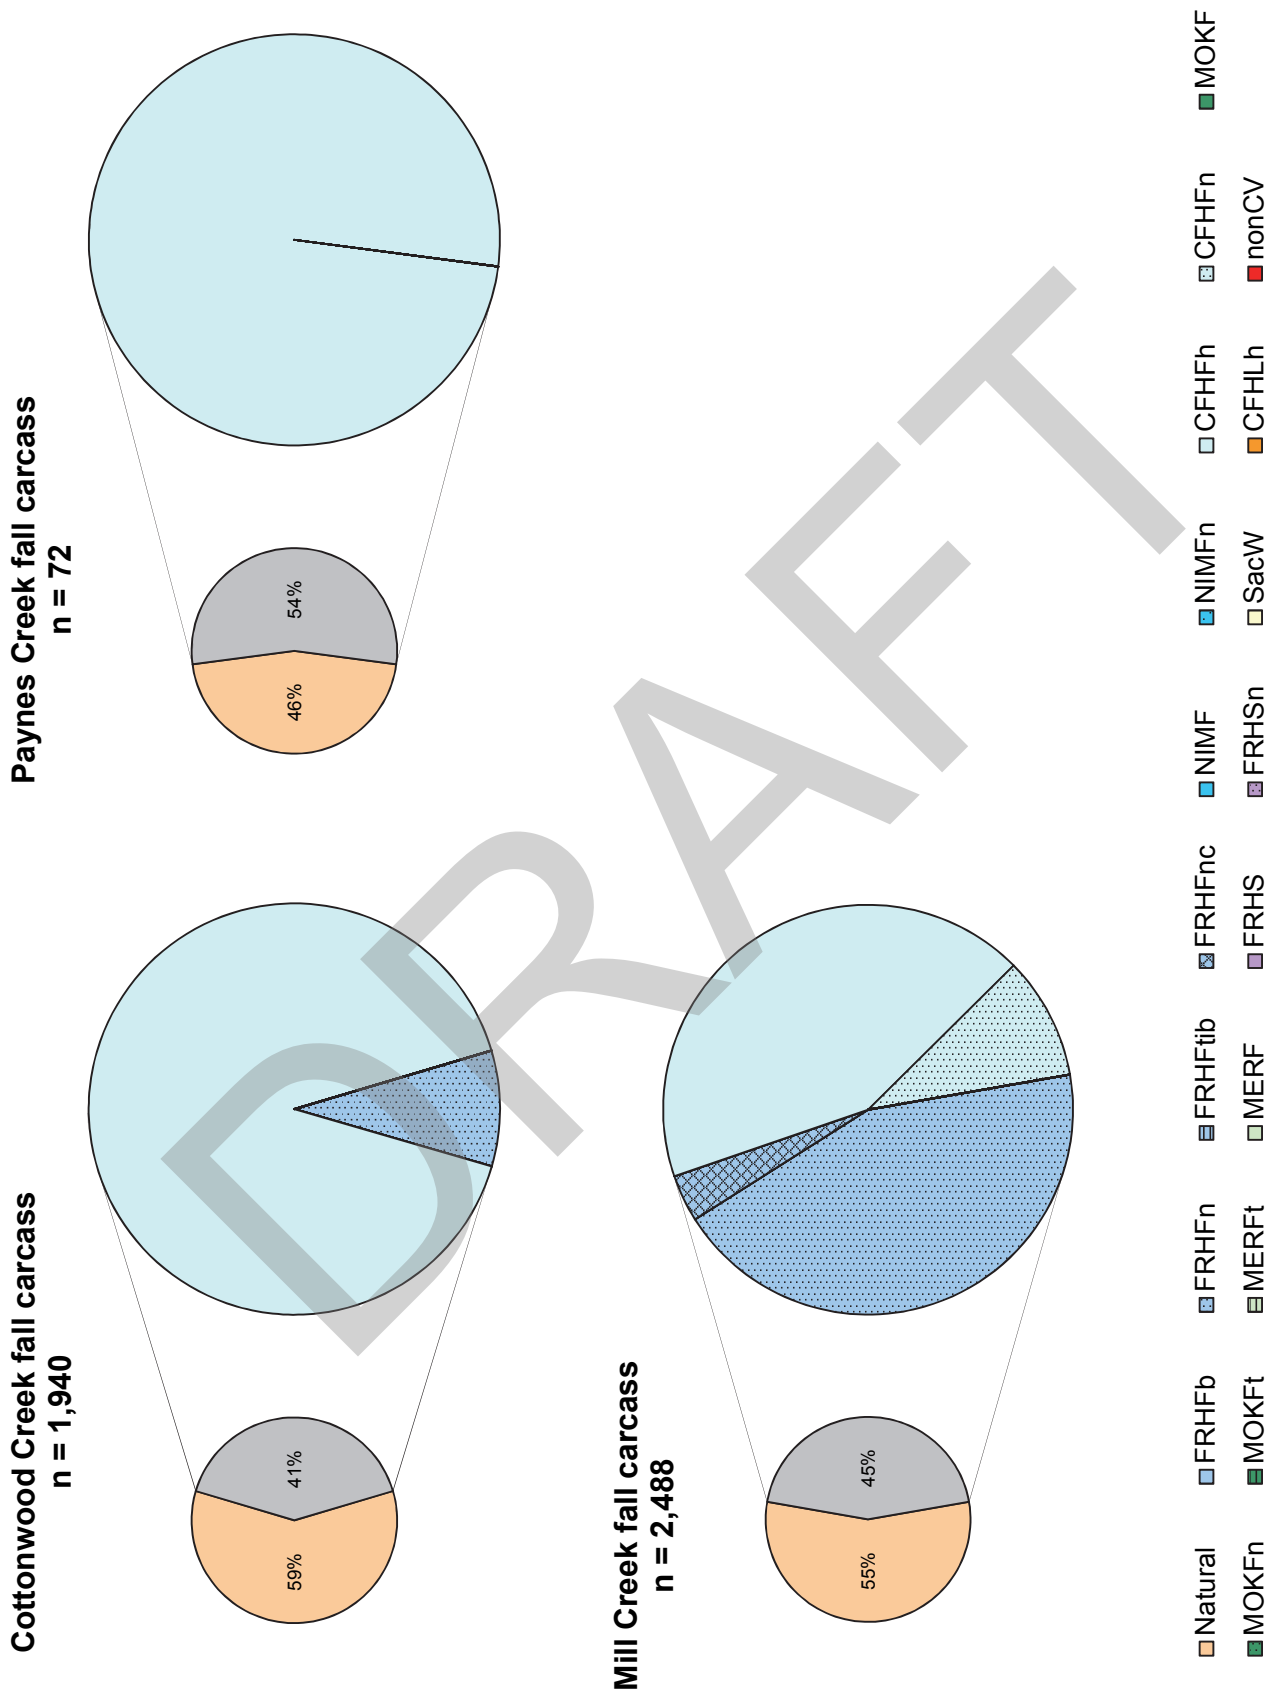 Cottonwood Creek fall carcass
n = 1,940
59%
41%
Paynes Creek fall carcass
n = 72
46%
54%
Mill Creek fall carcass
n = 2,488
55%
45%
DRAFT
Natural FRHFb FRHFn FRHFtib FRHFnc NIMF NIMFn CFHFh CFHFn MOKF
MOKFn MOKFt MERFt MERF FRHS FRHSn SacW CFHLh nonCV